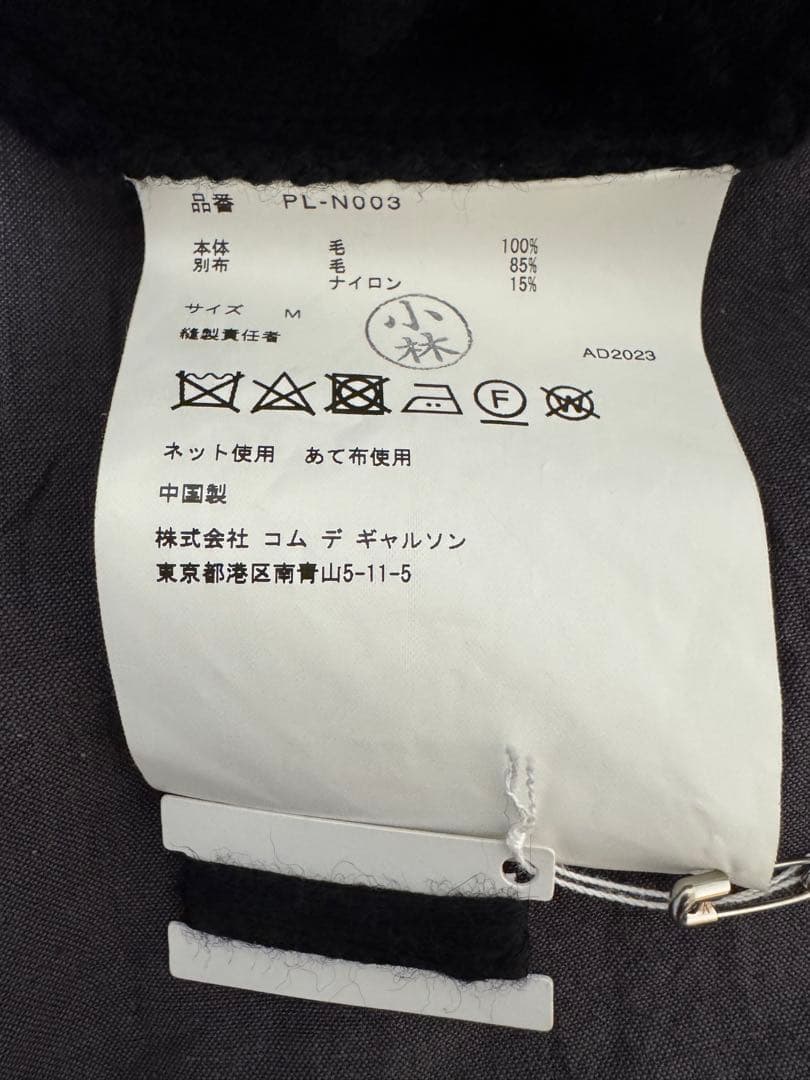 品番 PL-N003
本体 毛 100%
別布 毛 85%
ナイロン 15%
サイズ M
縫製責任者 小林
AD2023
F W
ネット使用 あて布使用
中国製
株式会社 コム デ ギャルソン
東京都港区南青山5-11-5